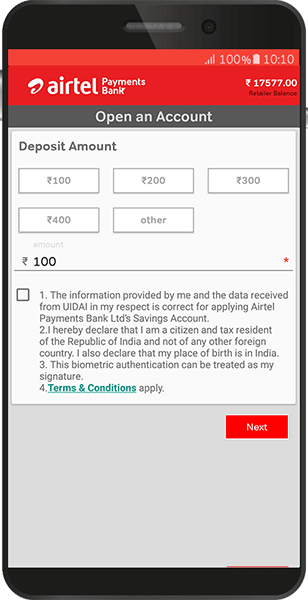 100% 10:10
airtel Payments Bank
₹ 17577.00
Retailer Balance
Open an Account
Deposit Amount
₹100 ₹200 ₹300
₹400 other
amount
₹ 100 *
1. The information provided by me and the data received
from UIDAI in my respect is correct for applying Airtel
Payments Bank Ltd's Savings Account.
2.I hereby declare that I am a citizen and tax resident
of the Republic of India and not of any other foreign
country. I also declare that my place of birth is in India.
3. This biometric authentication can be treated as my
signature.
4.Terms & Conditions apply.
Next